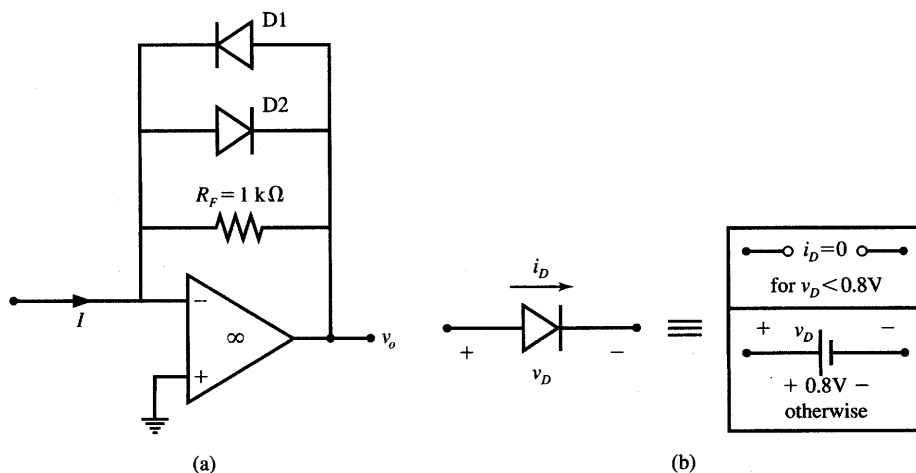 D1
D2
R_F = 1 kΩ
I
−
∞
+
v_o
(a)
i_D
+ −
v_D
≡
i_D=0
for v_D < 0.8V
+ v_D −
+ 0.8V −
otherwise
(b)